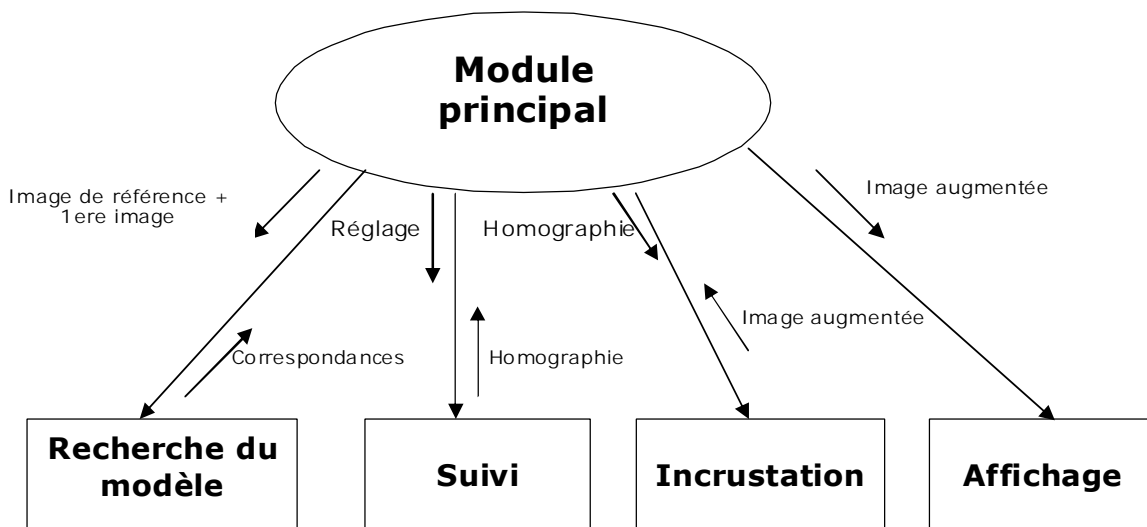 Module
principal
Image de référence +
1ere image
Réglage
Homographie
Image augmentée
Correspondances
Homographie
Image augmentée
Recherche du
modèle
Suivi
Incrustation
Affichage